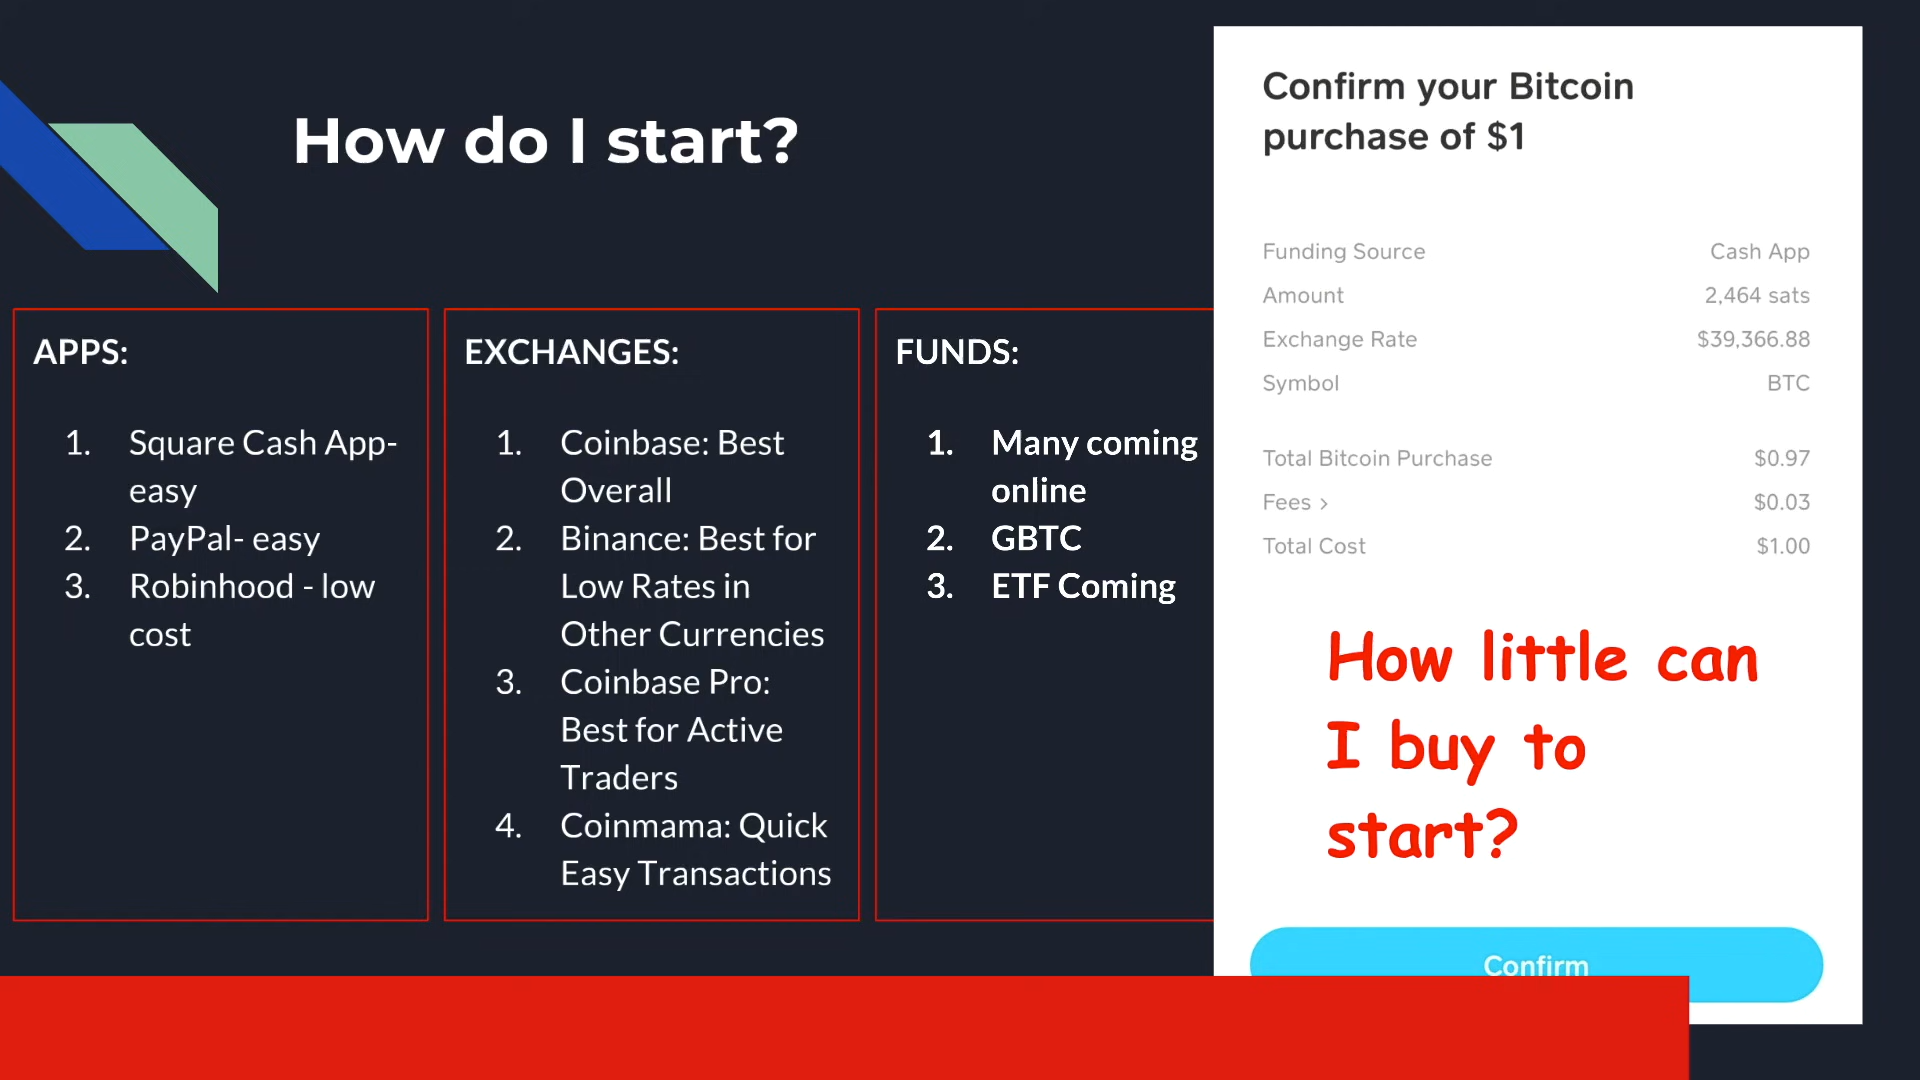 How do I start?
APPS:
1. Square Cash App-
easy
2. PayPal- easy
3. Robinhood - low
cost
EXCHANGES:
1. Coinbase: Best
Overall
2. Binance: Best for
Low Rates in
Other Currencies
3. Coinbase Pro:
Best for Active
Traders
4. Coinmama: Quick
Easy Transactions
FUNDS:
1. Many coming
online
2. GBTC
3. ETF Coming
Confirm your Bitcoin
purchase of $1
Funding Source Cash App
Amount 2,464 sats
Exchange Rate $39,366.88
Symbol BTC
Total Bitcoin Purchase $0.97
Fees > $0.03
Total Cost $1.00
How little can
I buy to
start?
Confirm